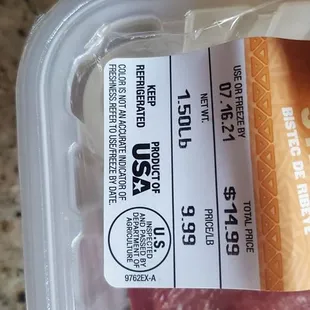 USE OR FREEZE BY
07.16.21
TOTAL PRICE
$14.99
NET WT.
1.50Lb
PRICE/LB
9.99
KEEP
REFRIGERATED
PRODUCT OF
USA
COLOR IS NOT AN ACCURATE INDICATOR OF
FRESHNESS.REFER TO USE/FREEZE BY DATE.
U.S.
INSPECTED
AND PASSED BY
DEPARTMENT OF
AGRICULTURE
9762EX-A
BISTEC DE RIBEYE